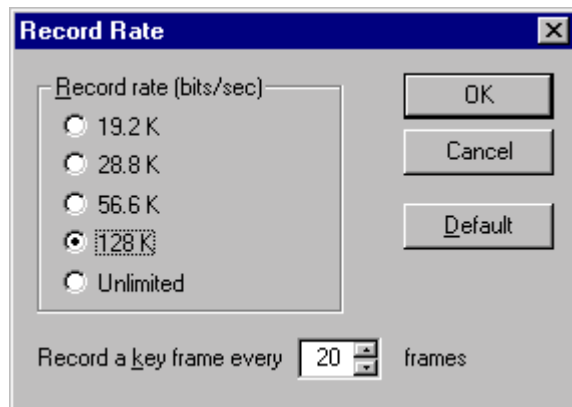 Record Rate
Record rate (bits/sec)
19.2 K
28.8 K
56.6 K
128 K
Unlimited
OK
Cancel
Default
Record a key frame every 20 frames